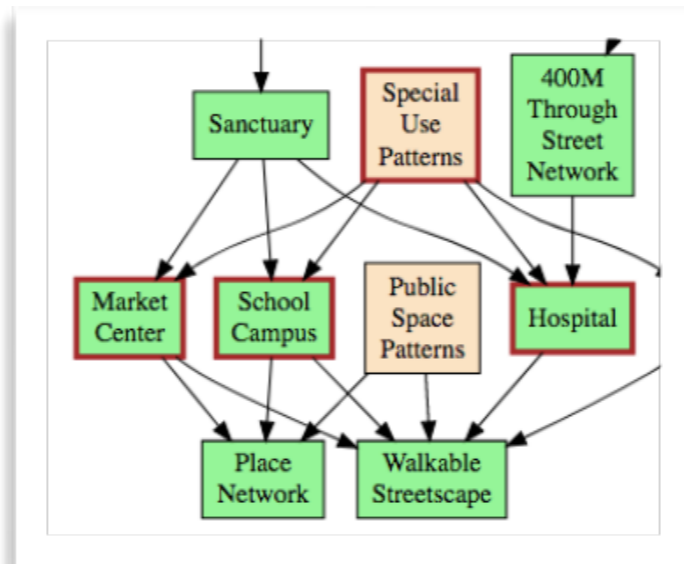 Sanctuary
Special
Use
Patterns
400M
Through
Street
Network
Market
Center
School
Campus
Public
Space
Patterns
Hospital
Place
Network
Walkable
Streetscape